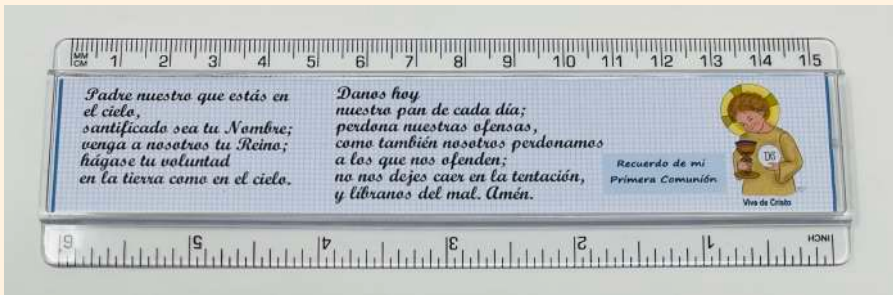 MM
CM 1 2 3 4 5 6 7 8 9 10 11 12 13 14 15
Padre nuestro que estás en
el cielo,
santificado sea tu Nombre;
venga a nosotros tu Reino;
hágase tu voluntad
en la tierra como en el cielo.
Danos hoy
nuestro pan de cada día;
perdona nuestras ofensas,
como también nosotros perdonamos
a los que nos ofenden;
no nos dejes caer en la tentación,
y líbranos del mal. Amén.
Recuerdo de mi
Primera Comunión
Viva de Cristo
INCH 1 2 3 4 5 6